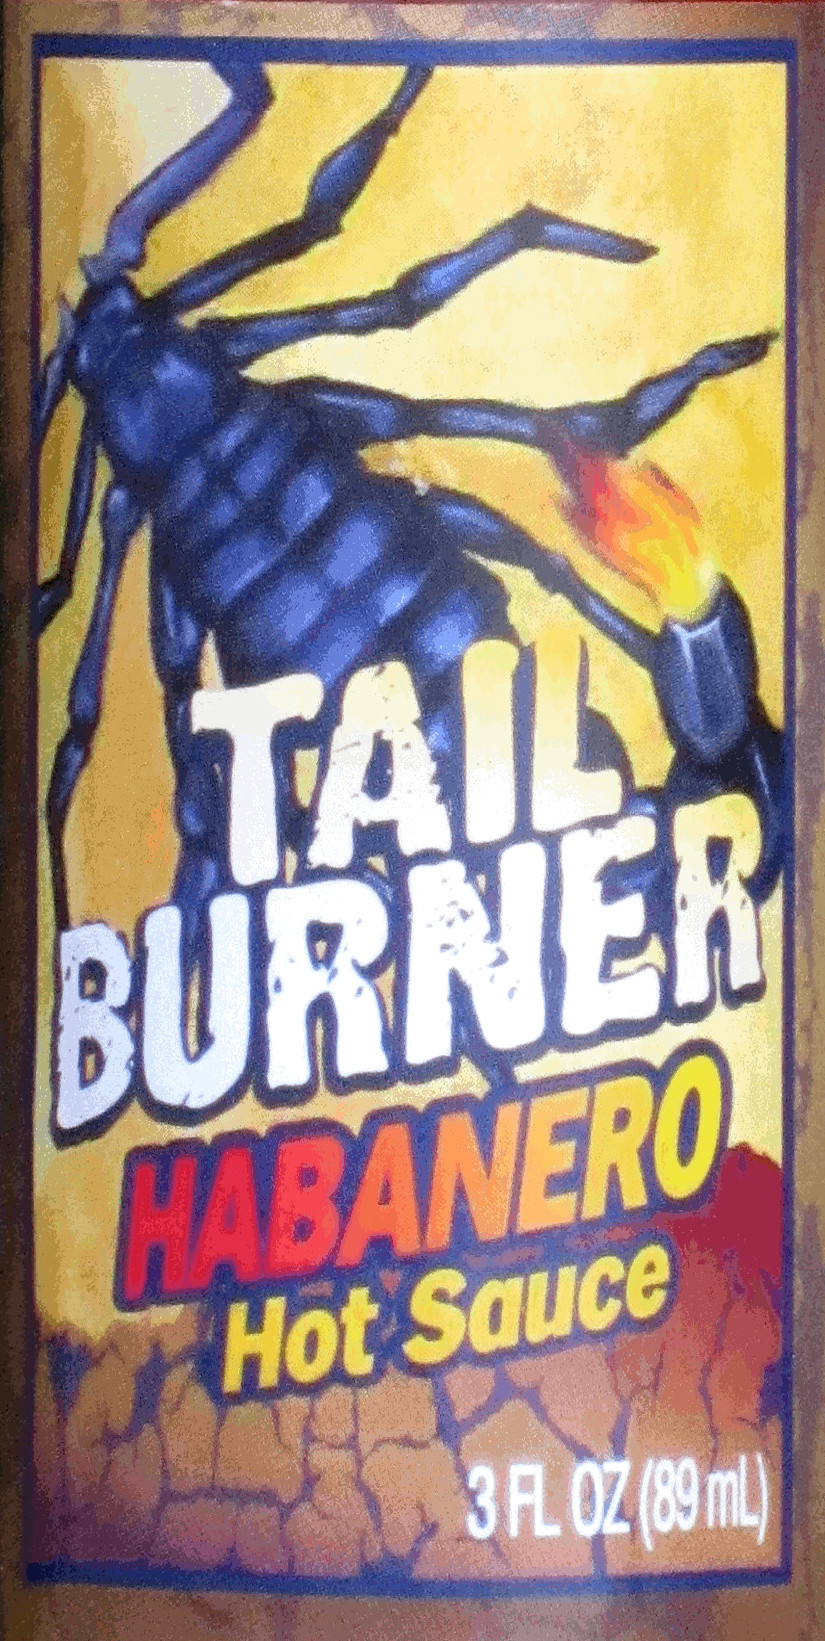 TAIL
BURNER
HABANERO
Hot Sauce
3 FL OZ (89 mL)